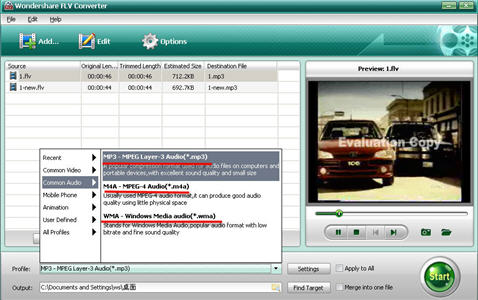 Wondershare FLV Converter
File Edit Help
Add... Edit Options
Source Original Len... Trimmed Length Estimated Size Destination File
1.flv 00:00:46 00:00:46 712.2KB 1.mp3
1-new.flv 00:00:44 00:00:44 692.7KB 1-new.mp3
Preview: 1.flv
Evaluation Copy
Recent
Common Video
Common Audio
Mobile Phone
Animation
User Defined
All Profiles
MP3 - MPEG Layer-3 Audio(*.mp3)
A popular compression format used for audio files on computers and
portable devices,with excellent sound quality and small size
M4A - MPEG-4 Audio(*.m4a)
Usually used MPEG-4 audio format,it can produce good audio
quality using little physical space
WMA - Windows Media audio(*.wma)
Stands for Windows Media Audio,popular audio format with low
bitrate and fine sound quality
Profile: MP3 - MPEG Layer-3 Audio(*.mp3) Settings Apply to All
Output: C:\Documents and Settings\ws\桌面 Find Target Merge into one file
Start